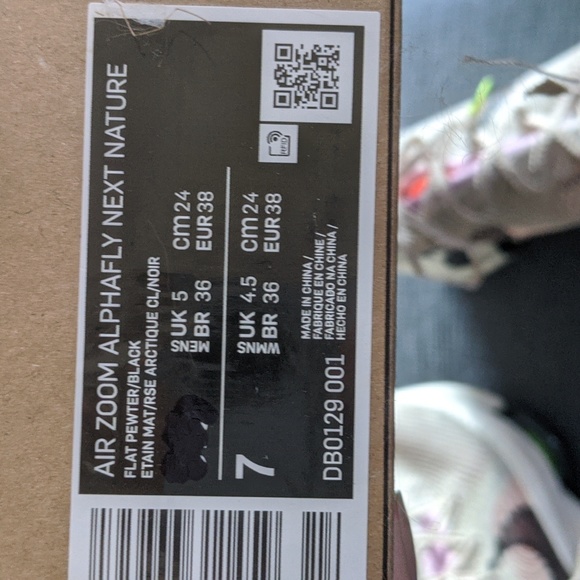 AIR ZOOM ALPHAFLY NEXT NATURE
FLAT PEWTER/BLACK
ETAIN MAT/RSE ARCTIQUE CL/NOIR
MENS UK 5 cm 24
BR 36 EUR 38
7
WMNS UK 4.5 cm 24
BR 36 EUR 38
DB0129 001
MADE IN CHINA /
FABRIQUE EN CHINE /
FABRICADO NA CHINA /
HECHO EN CHINA
RFID